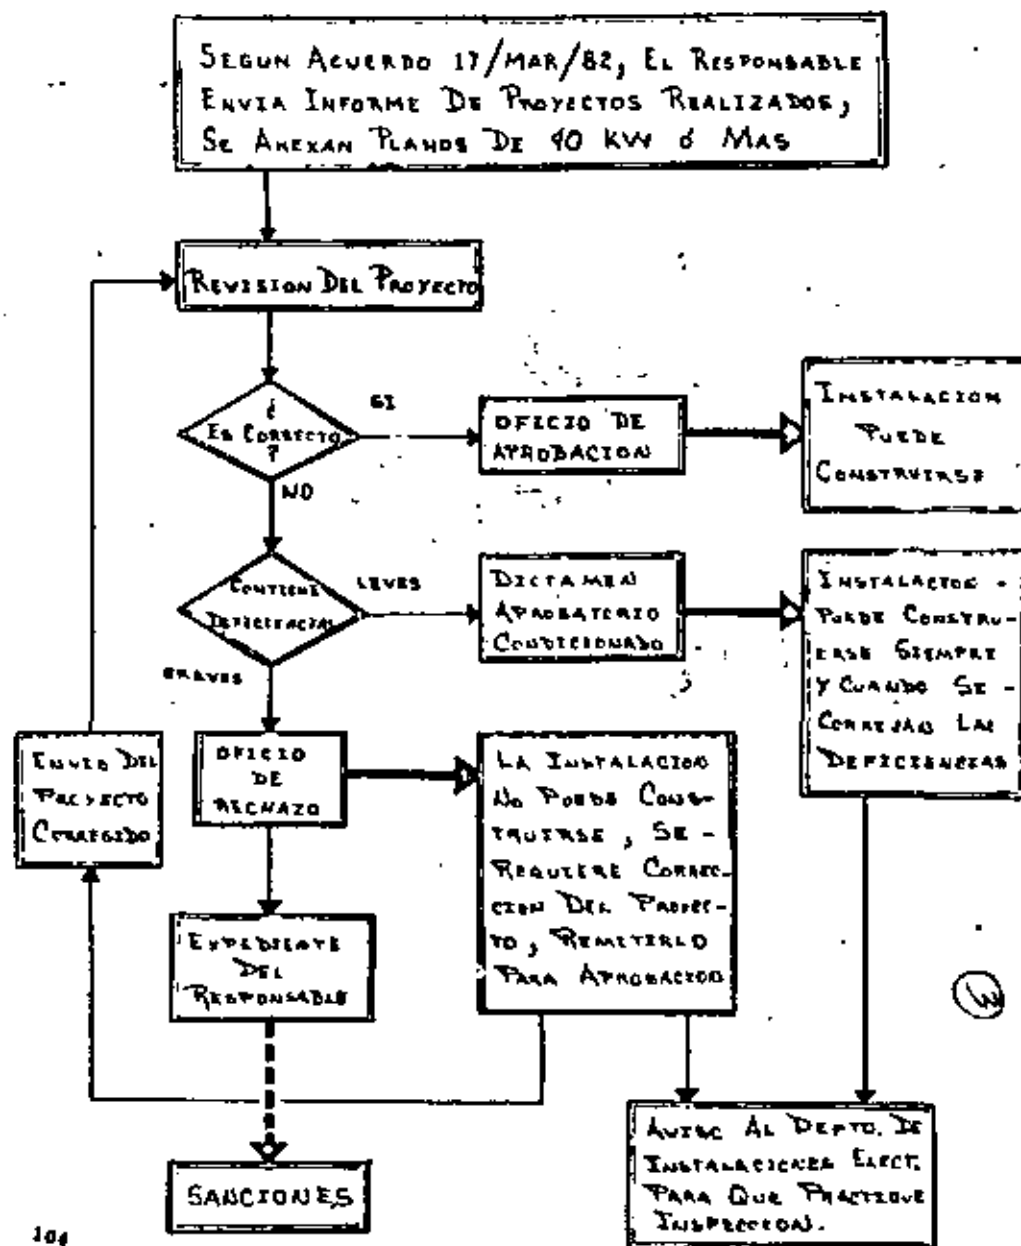 SEGUN ACUERDO 17/MAR/82, EL RESPONSABLE
ENVIA INFORME DE PROYECTOS REALIZADOS,
SE ANEXAN PLANOS DE 40 KW ó MAS
REVISION DEL PROYECTO
¿
ES CORRECTO
?
SI
OFICIO DE
APROBACION
INSTALACION
PUEDE
CONSTRUIRSE
NO
CONTIENE
DEFICIENCIAS
LEVES
DICTAMEN
APROBATORIO
CONDICIONADO
INSTALACION -
PUEDE CONSTRU-
ERSE SIEMPRE
Y CUANDO SE -
CORRIJAN LAS
DEFICIENCIAS
GRAVES
ENVIO DEL
PROYECTO
CORREGIDO
OFICIO
DE
RECHAZO
LA INSTALACION
NO PUEDE CONS-
TRUIRSE, SE -
REQUIERE CORREC-
CION DEL PROYEC-
TO, REMITIRLO
PARA APROBACION
EXPEDIENTE
DEL
RESPONSABLE
SANCIONES
AVISO AL DEPTO. DE
INSTALACIONES ELECT.
PARA QUE PRACTIQUE
INSPECCION.
104